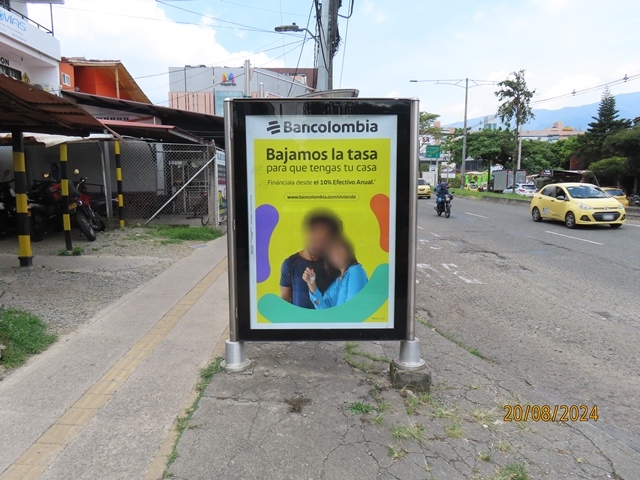 Bancolombia
Bajamos la tasa
para que tengas tu casa
Fináncialа desde el 10% Efectivo Anual.*
www.bancolombia.com/vivienda
20/08/2024